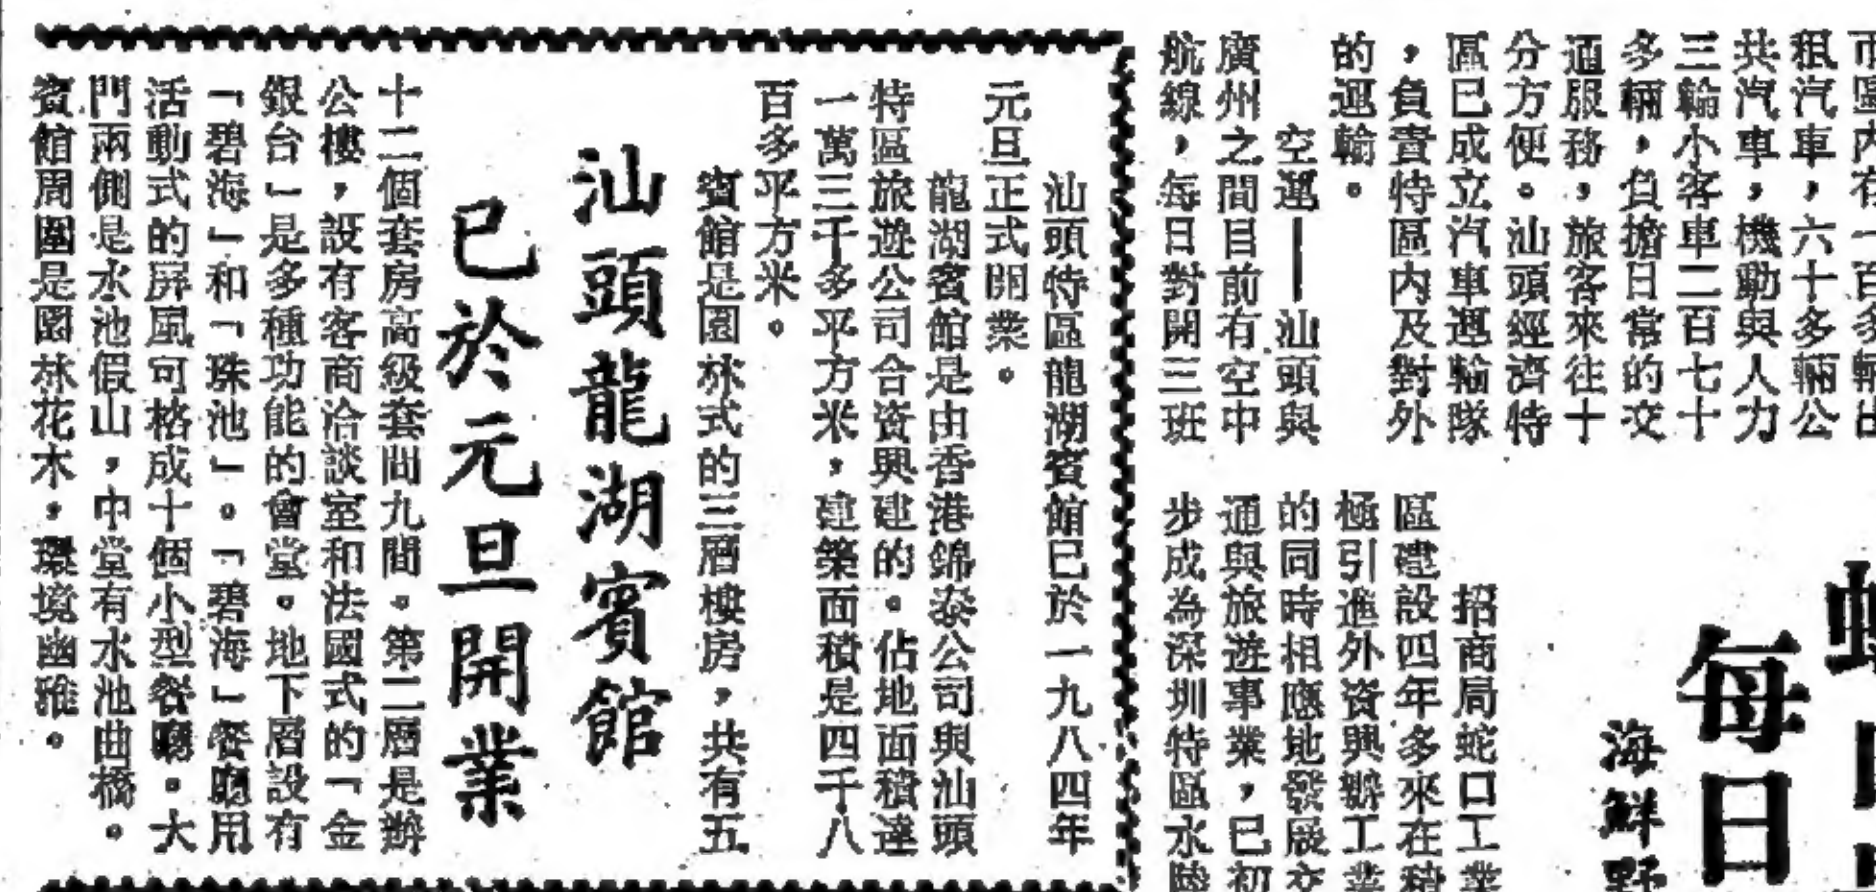 租汽車，六十多輛公
共汽車，機動與人力
三輪小客車二百七十
多輛，負擔日常的交
通服務，旅客來往十
分方便。汕頭經濟特
區已成立汽車運輸隊
，負責特區內及對外
的運輸。
空運——汕頭與
廣州之間目前有空中
航線，每日對開三班
每日
海鮮野
招商局蛇口工業
區建設四年多來在積
極引進外資興辦工業
的同時相應地發展交
通與旅遊事業，已初
步成為深圳特區水陸
汕頭龍湖賓館
已於元旦開業
汕頭特區龍湖賓館已於一九八四年
元旦正式開業。
龍湖賓館是由香港錦泰公司與汕頭
特區旅遊公司合資興建的。佔地面積達
一萬三千多平方米，建築面積是四千八
百多平方米。
賓館是園林式的三層樓房，共有五
十二個套房高級套間九間。第二層是辦
公樓，設有客商洽談室和法國式的「金
銀台」是多種功能的會堂。地下層設有
「碧海」和「珠池」。「碧海」餐廳用
活動式的屏風可格成十個小型餐廳。大
門兩側是水池假山，中堂有水池曲橋。
賓館周圍是園林花木，環境幽雅。